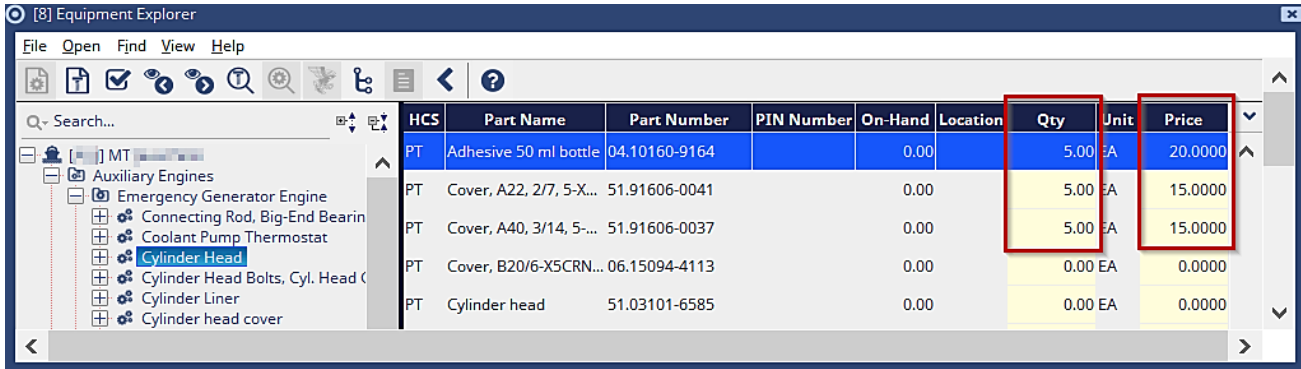 [8] Equipment Explorer
File Open Find View Help
Search...
[ ] MT
Auxiliary Engines
Emergency Generator Engine
Connecting Rod, Big-End Bearin
Coolant Pump Thermostat
Cylinder Head
Cylinder Head Bolts, Cyl. Head
Cylinder Liner
Cylinder head cover
HCS Part Name Part Number PIN Number On-Hand Location Qty Unit Price
PT Adhesive 50 ml bottle 04.10160-9164 0.00 5.00 EA 20.0000
PT Cover, A22, 2/7, 5-X... 51.91606-0041 0.00 5.00 EA 15.0000
PT Cover, A40, 3/14, 5-... 51.91606-0037 0.00 5.00 EA 15.0000
PT Cover, B20/6-X5CRN... 06.15094-4113 0.00 0.00 EA 0.0000
PT Cylinder head 51.03101-6585 0.00 0.00 EA 0.0000